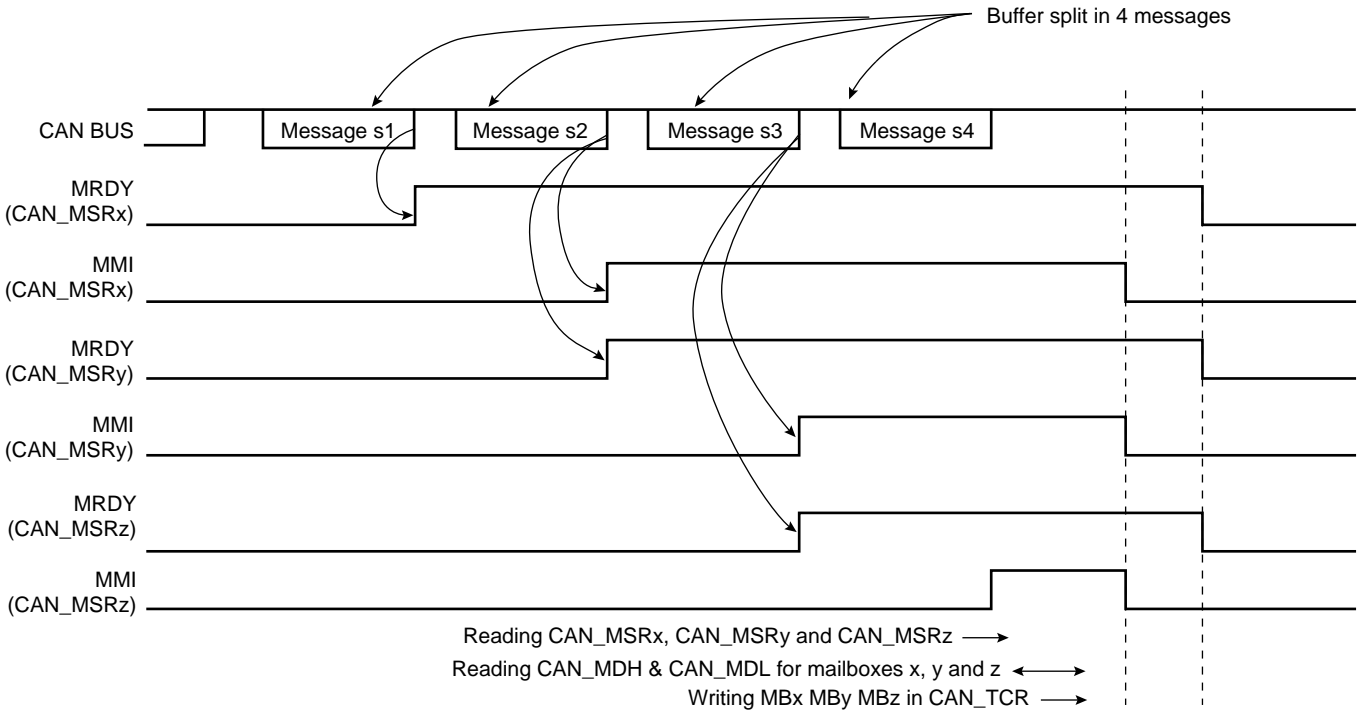 Buffer split in 4 messages
CAN BUS
Message s1
Message s2
Message s3
Message s4
MRDY
(CAN_MSRx)
MMI
(CAN_MSRx)
MRDY
(CAN_MSRy)
MMI
(CAN_MSRy)
MRDY
(CAN_MSRz)
MMI
(CAN_MSRz)
Reading CAN_MSRx, CAN_MSRy and CAN_MSRz
Reading CAN_MDH & CAN_MDL for mailboxes x, y and z
Writing MBx MBy MBz in CAN_TCR